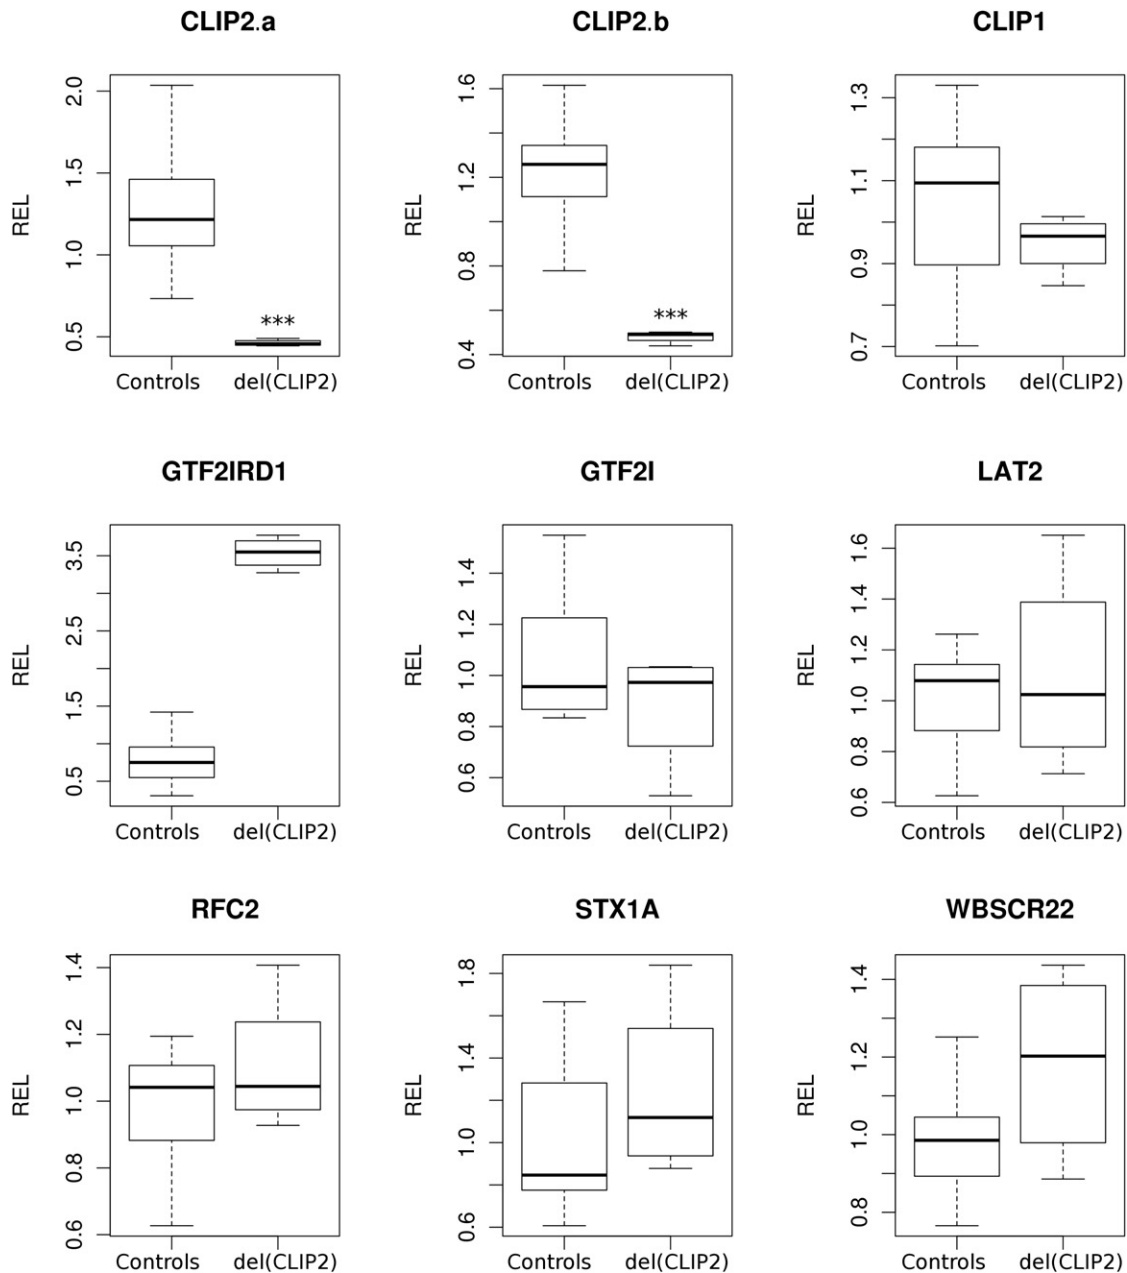 CLIP2.a CLIP2.b CLIP1
REL 0.5 1.0 1.5 2.0
***
Controls del(CLIP2)
REL 0.4 0.8 1.2 1.6
***
Controls del(CLIP2)
REL 0.7 0.9 1.1 1.3
Controls del(CLIP2)
GTF2IRD1 GTF2I LAT2
REL 0.5 1.5 2.5 3.5
Controls del(CLIP2)
REL 0.6 0.8 1.0 1.2 1.4
Controls del(CLIP2)
REL 0.6 0.8 1.0 1.2 1.4 1.6
Controls del(CLIP2)
RFC2 STX1A WBSCR22
REL 0.6 0.8 1.0 1.2 1.4
Controls del(CLIP2)
REL 0.6 1.0 1.4 1.8
Controls del(CLIP2)
REL 0.8 1.0 1.2 1.4
Controls del(CLIP2)